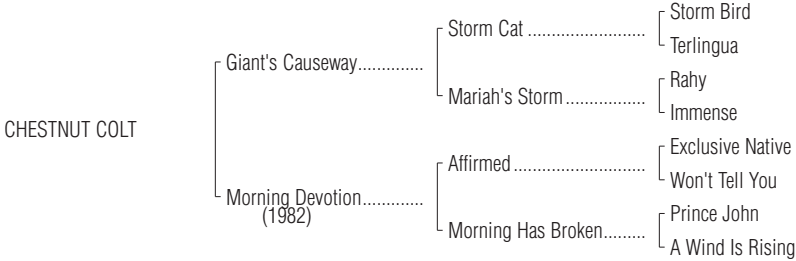 Storm Bird
Storm Cat ........................
Terlingua
Giant's Causeway..............
Rahy
Mariah's Storm .................
Immense
CHESTNUT COLT
Exclusive Native
Affirmed ............................
Won't Tell You
Morning Devotion.............
(1982)
Prince John
Morning Has Broken.........
A Wind Is Rising